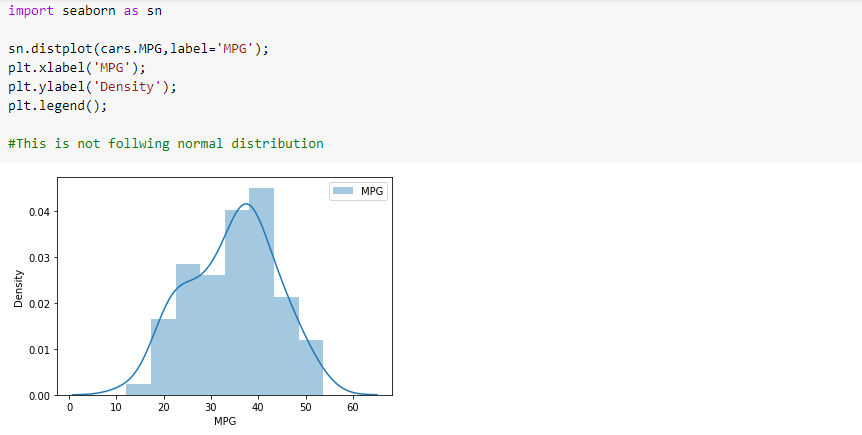 import seaborn as sn
sn.distplot(cars.MPG,label='MPG');
plt.xlabel('MPG');
plt.ylabel('Density');
plt.legend();
#This is not follwing normal distribution
MPG
0.04
0.03
0.02
0.01
0.00
Density
0 10 20 30 40 50 60
MPG